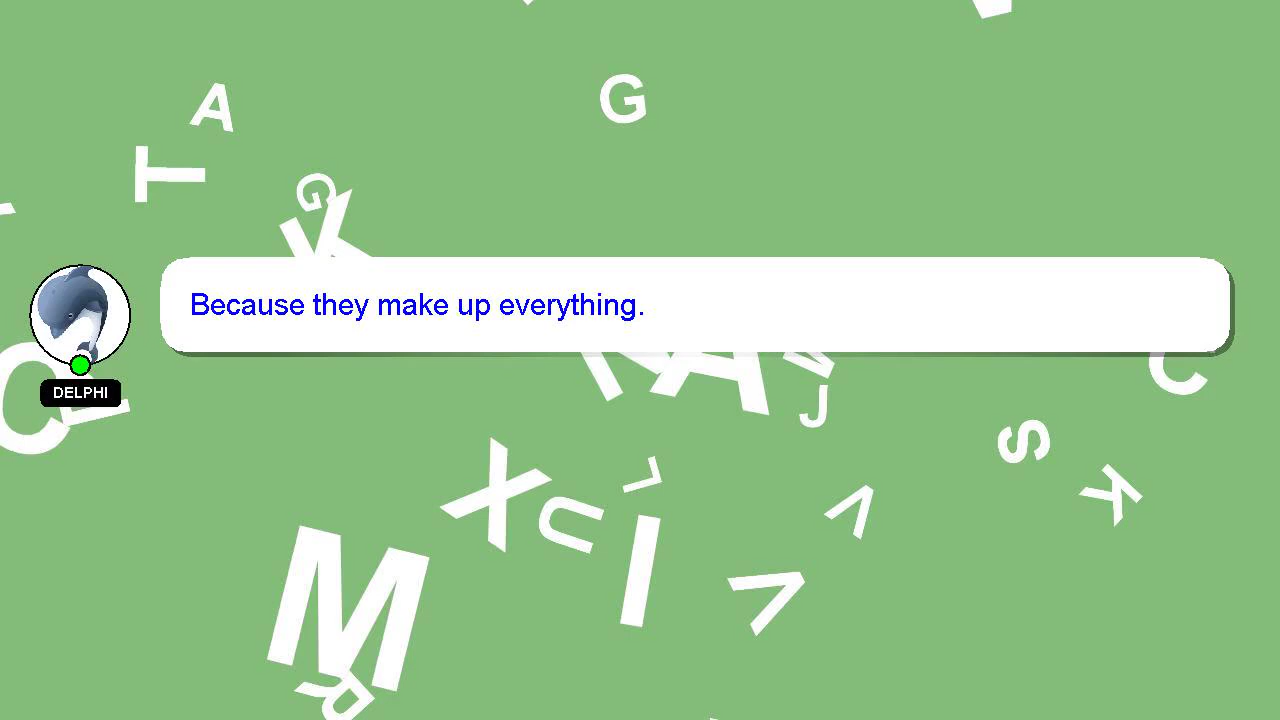 A
G
T
G
K
Because they make up everything.
DELPHI
C
A
J
C
S
X
L
K
U
I
V
V
M
R